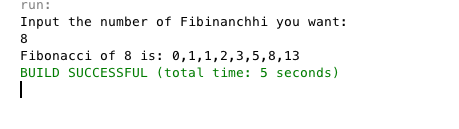 run:
Input the number of Fibinanchhi you want:
8
Fibonacci of 8 is: 0,1,1,2,3,5,8,13
BUILD SUCCESSFUL (total time: 5 seconds)